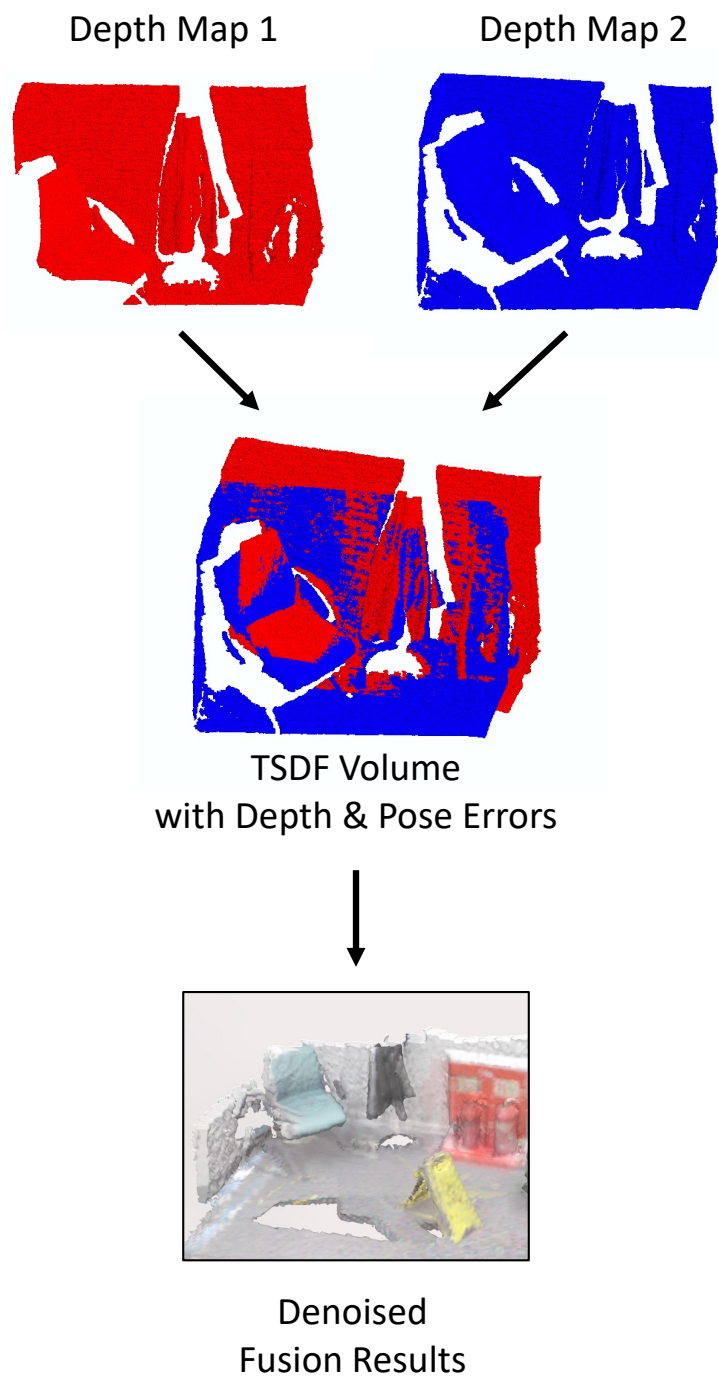 Depth Map 1
Depth Map 2
TSDF Volume
with Depth & Pose Errors
Denoised
Fusion Results